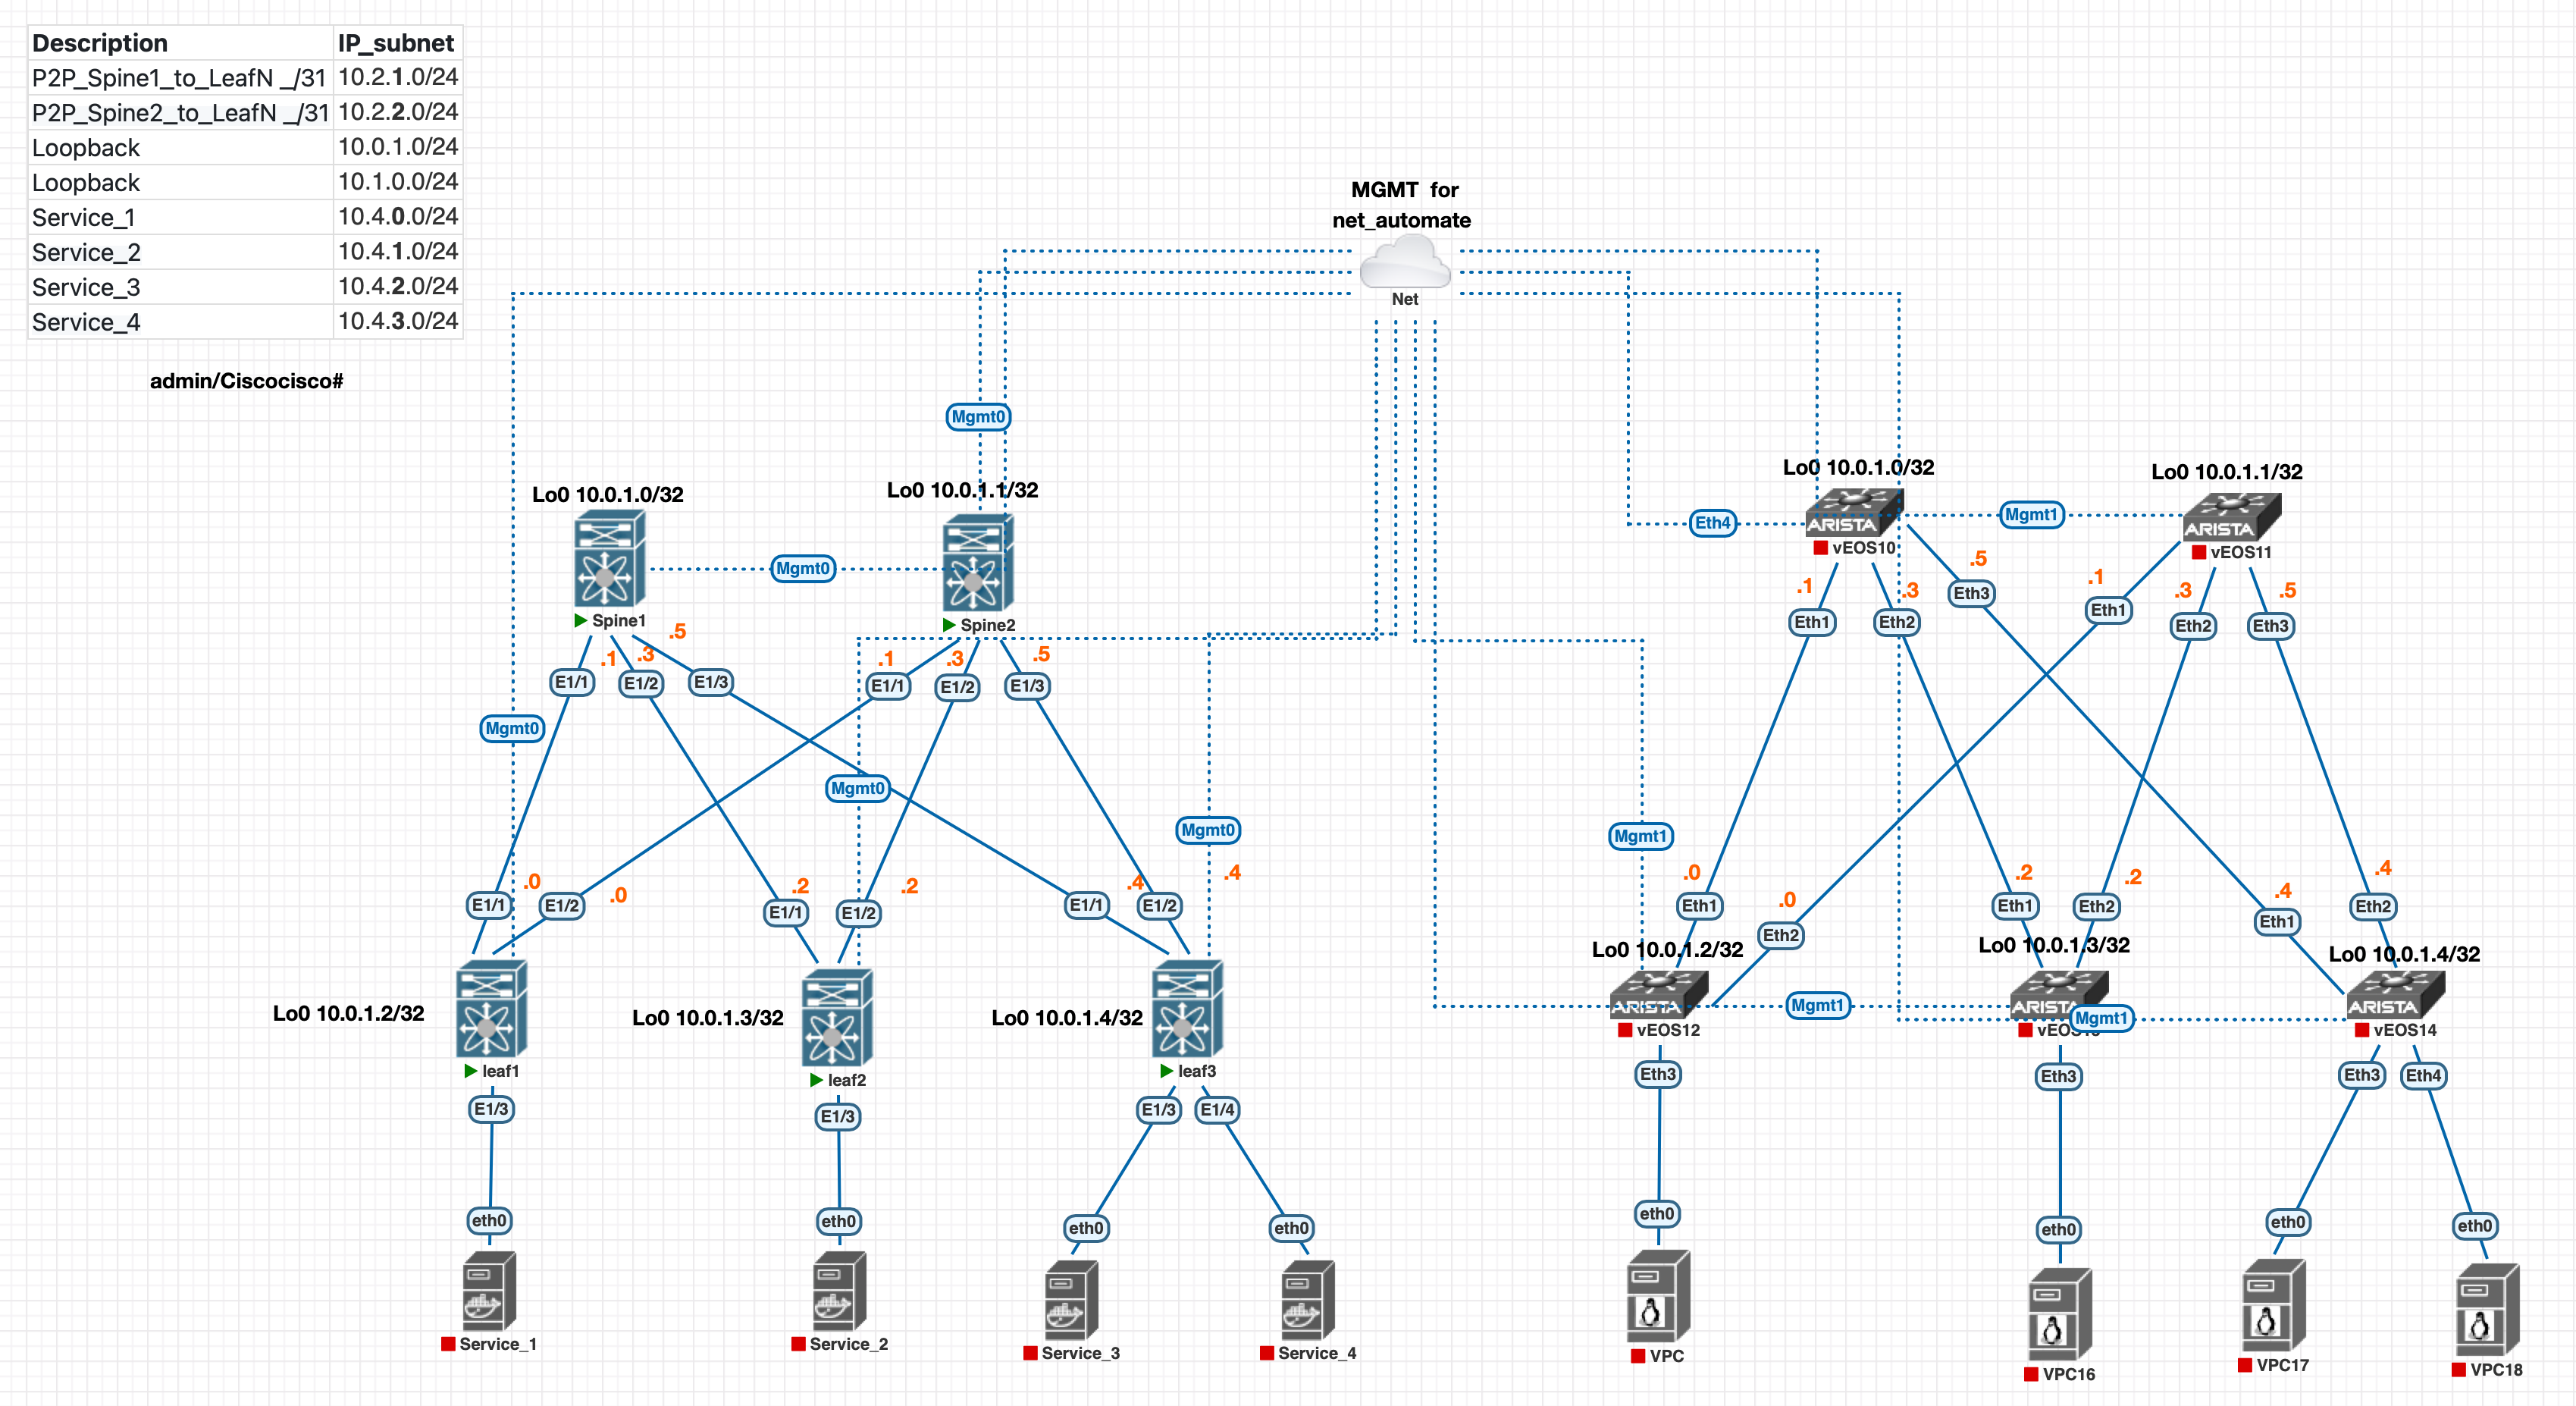 Description IP_subnet
P2P_Spine1_to_LeafN _/31 10.2.1.0/24
P2P_Spine2_to_LeafN _/31 10.2.2.0/24
Loopback 10.0.1.0/24
Loopback 10.1.0.0/24
Service_1 10.4.0.0/24
Service_2 10.4.1.0/24
Service_3 10.4.2.0/24
Service_4 10.4.3.0/24
admin/Ciscocisco#
MGMT for
net_automate
Net
Mgmt0
Lo0 10.0.1.0/32
Lo0 10.0.1.1/32
Lo0 10.0.1.0/32
Lo0 10.0.1.1/32
Mgmt0
Eth4
ARISTA
Mgmt1
ARISTA
Spine1
Spine2
vEOS10
vEOS11
.1 .3 .5
.1 .3 .5
.1 .3 .5
.1 .3 .5
E1/1 E1/2 E1/3
E1/1 E1/2 E1/3
Eth1 Eth2 Eth3
Eth1 Eth2 Eth3
Mgmt0
Mgmt0
Mgmt0
Mgmt1
.0 .0 .2 .2 .4 .4
.0 .0 .2 .2 .4 .4
E1/1 E1/2
E1/1 E1/2
E1/1 E1/2
Eth1 Eth2
Eth1 Eth2
Eth1 Eth2
Lo0 10.0.1.2/32
Lo0 10.0.1.3/32
Lo0 10.0.1.4/32
Lo0 10.0.1.2/32
Lo0 10.0.1.3/32
Lo0 10.0.1.4/32
ARISTA
Mgmt1
ARISTA
Mgmt1
ARISTA
leaf1
leaf2
leaf3
vEOS12
vEOS14
E1/3
E1/3
E1/3 E1/4
Eth3
Eth3
Eth3 Eth4
eth0
eth0
eth0
eth0
eth0
eth0
eth0
eth0
Service_1
Service_2
Service_3
Service_4
VPC
VPC16
VPC17
VPC18